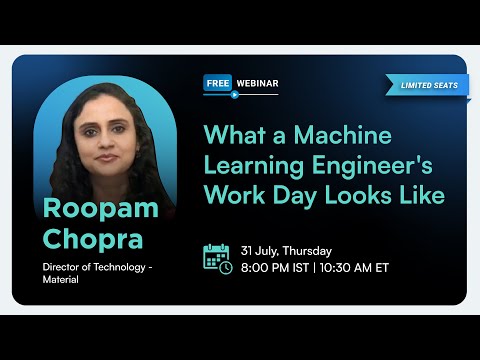 FREE WEBINAR
LIMITED SEATS
What a Machine
Learning Engineer's
Work Day Looks Like
Roopam
Chopra
Director of Technology -
Material
31 July, Thursday
8:00 PM IST | 10:30 AM ET